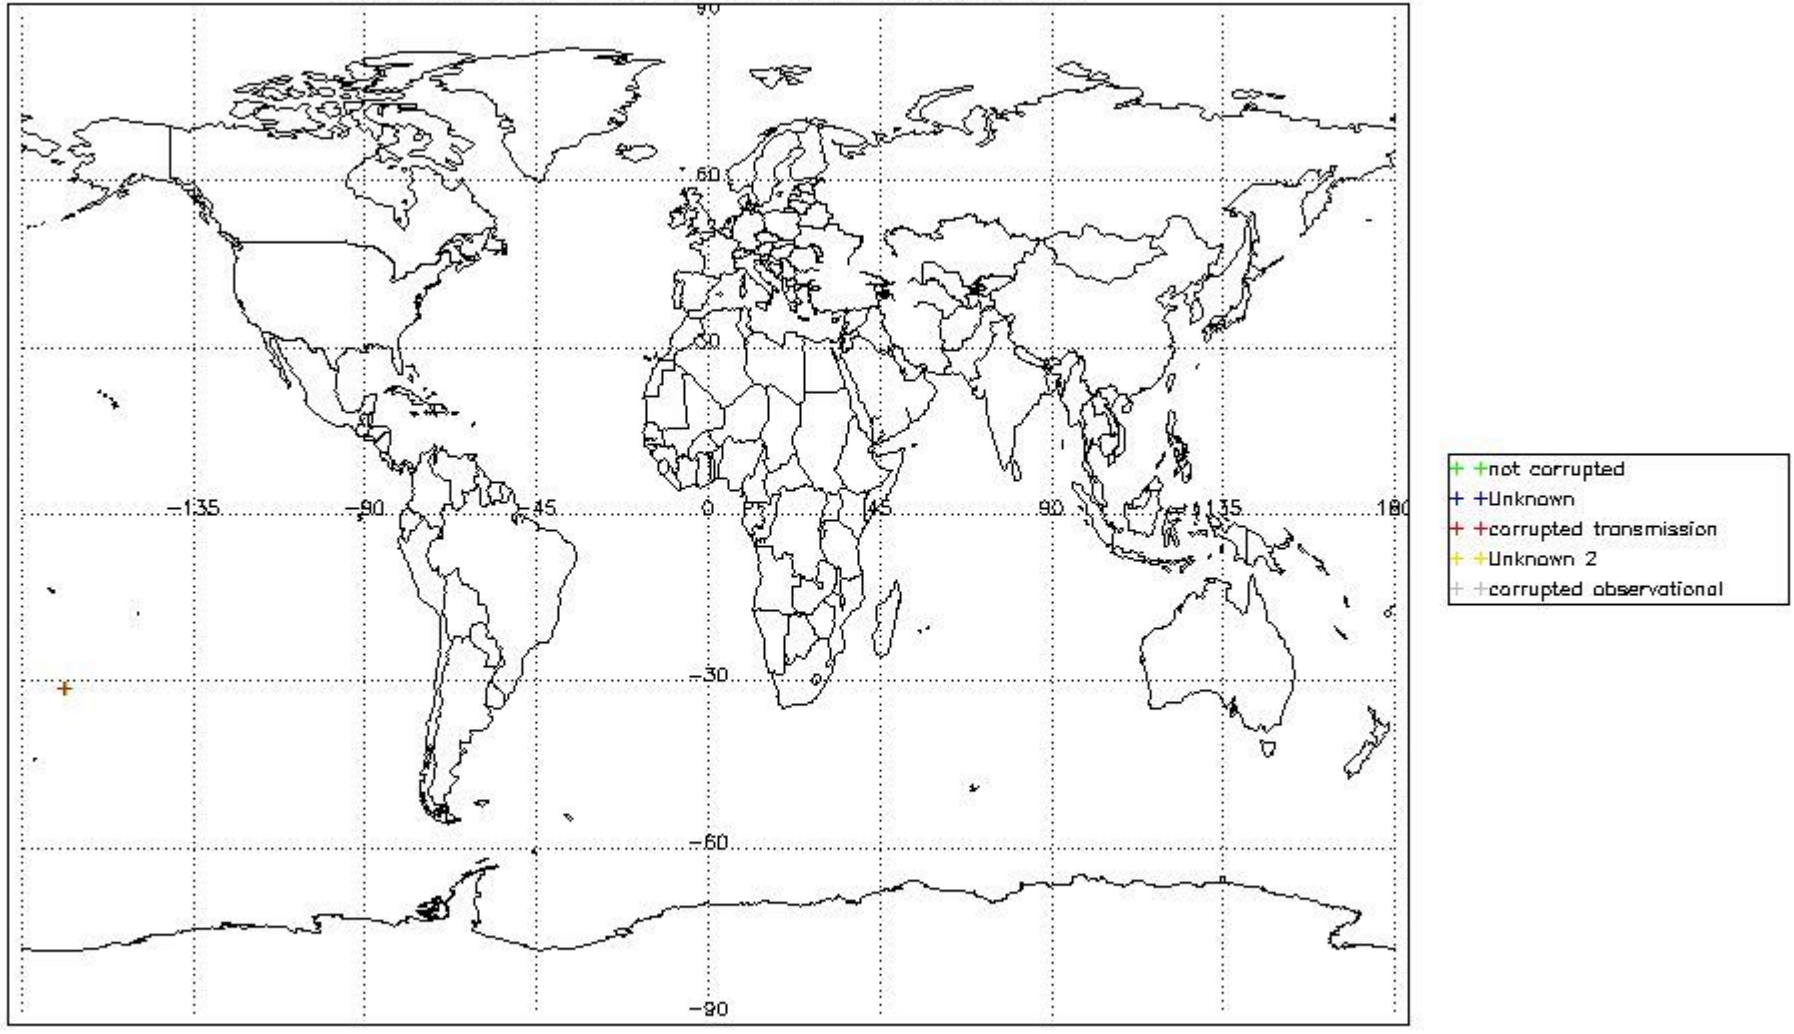 90
60
30
-135
-90
-45
0
45
90
135
180
-30
-60
-90
not corrupted
Unknown
corrupted transmission
Unknown 2
corrupted observational